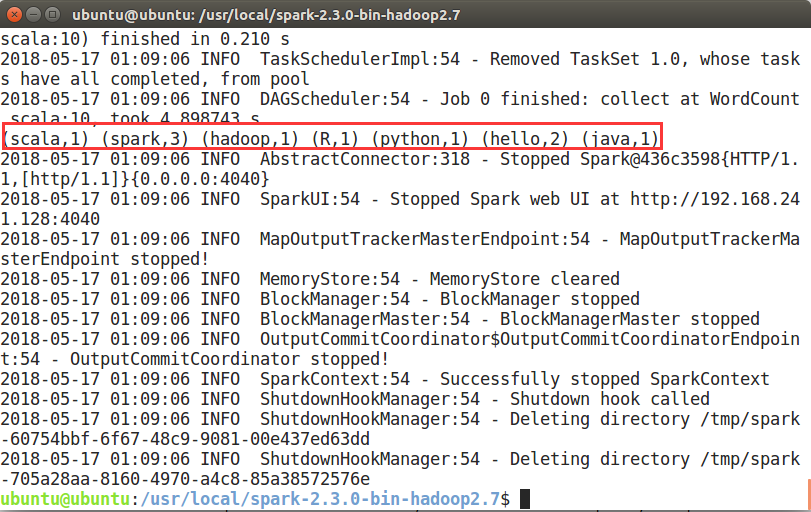 ubuntu@ubuntu: /usr/local/spark-2.3.0-bin-hadoop2.7
scala:10) finished in 0.210 s
2018-05-17 01:09:06 INFO  TaskSchedulerImpl:54 - Removed TaskSet 1.0, whose task
s have all completed, from pool
2018-05-17 01:09:06 INFO  DAGScheduler:54 - Job 0 finished: collect at WordCount
.scala:10, took 4.898743 s
(scala,1) (spark,3) (hadoop,1) (R,1) (python,1) (hello,2) (java,1)
2018-05-17 01:09:06 INFO  AbstractConnector:318 - Stopped Spark@436c3598{HTTP/1.
1,[http/1.1]}{0.0.0.0:4040}
2018-05-17 01:09:06 INFO  SparkUI:54 - Stopped Spark web UI at http://192.168.24
1.128:4040
2018-05-17 01:09:06 INFO  MapOutputTrackerMasterEndpoint:54 - MapOutputTrackerMa
sterEndpoint stopped!
2018-05-17 01:09:06 INFO  MemoryStore:54 - MemoryStore cleared
2018-05-17 01:09:06 INFO  BlockManager:54 - BlockManager stopped
2018-05-17 01:09:06 INFO  BlockManagerMaster:54 - BlockManagerMaster stopped
2018-05-17 01:09:06 INFO  OutputCommitCoordinator$OutputCommitCoordinatorEndpoin
t:54 - OutputCommitCoordinator stopped!
2018-05-17 01:09:06 INFO  SparkContext:54 - Successfully stopped SparkContext
2018-05-17 01:09:06 INFO  ShutdownHookManager:54 - Shutdown hook called
2018-05-17 01:09:06 INFO  ShutdownHookManager:54 - Deleting directory /tmp/spark
-60754bbf-6f67-48c9-9081-00e437ed63dd
2018-05-17 01:09:06 INFO  ShutdownHookManager:54 - Deleting directory /tmp/spark
-705a28aa-8160-4970-a4c8-85a38572576e
ubuntu@ubuntu:/usr/local/spark-2.3.0-bin-hadoop2.7$